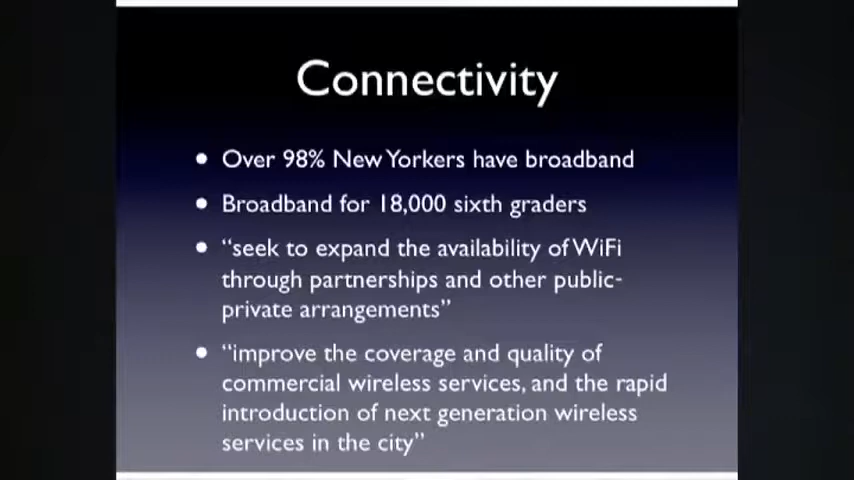 Connectivity
• Over 98% New Yorkers have broadband
• Broadband for 18,000 sixth graders
• “seek to expand the availability of WiFi
through partnerships and other public-
private arrangements”
• “improve the coverage and quality of
commercial wireless services, and the rapid
introduction of next generation wireless
services in the city”